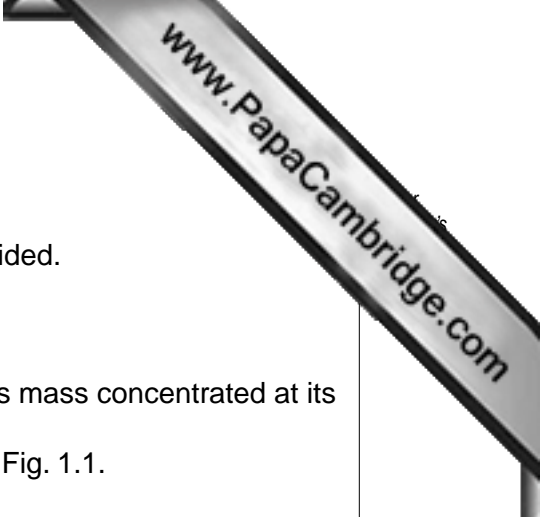 www.PapaCambridge.com
ided.
s mass concentrated at its
Fig. 1.1.